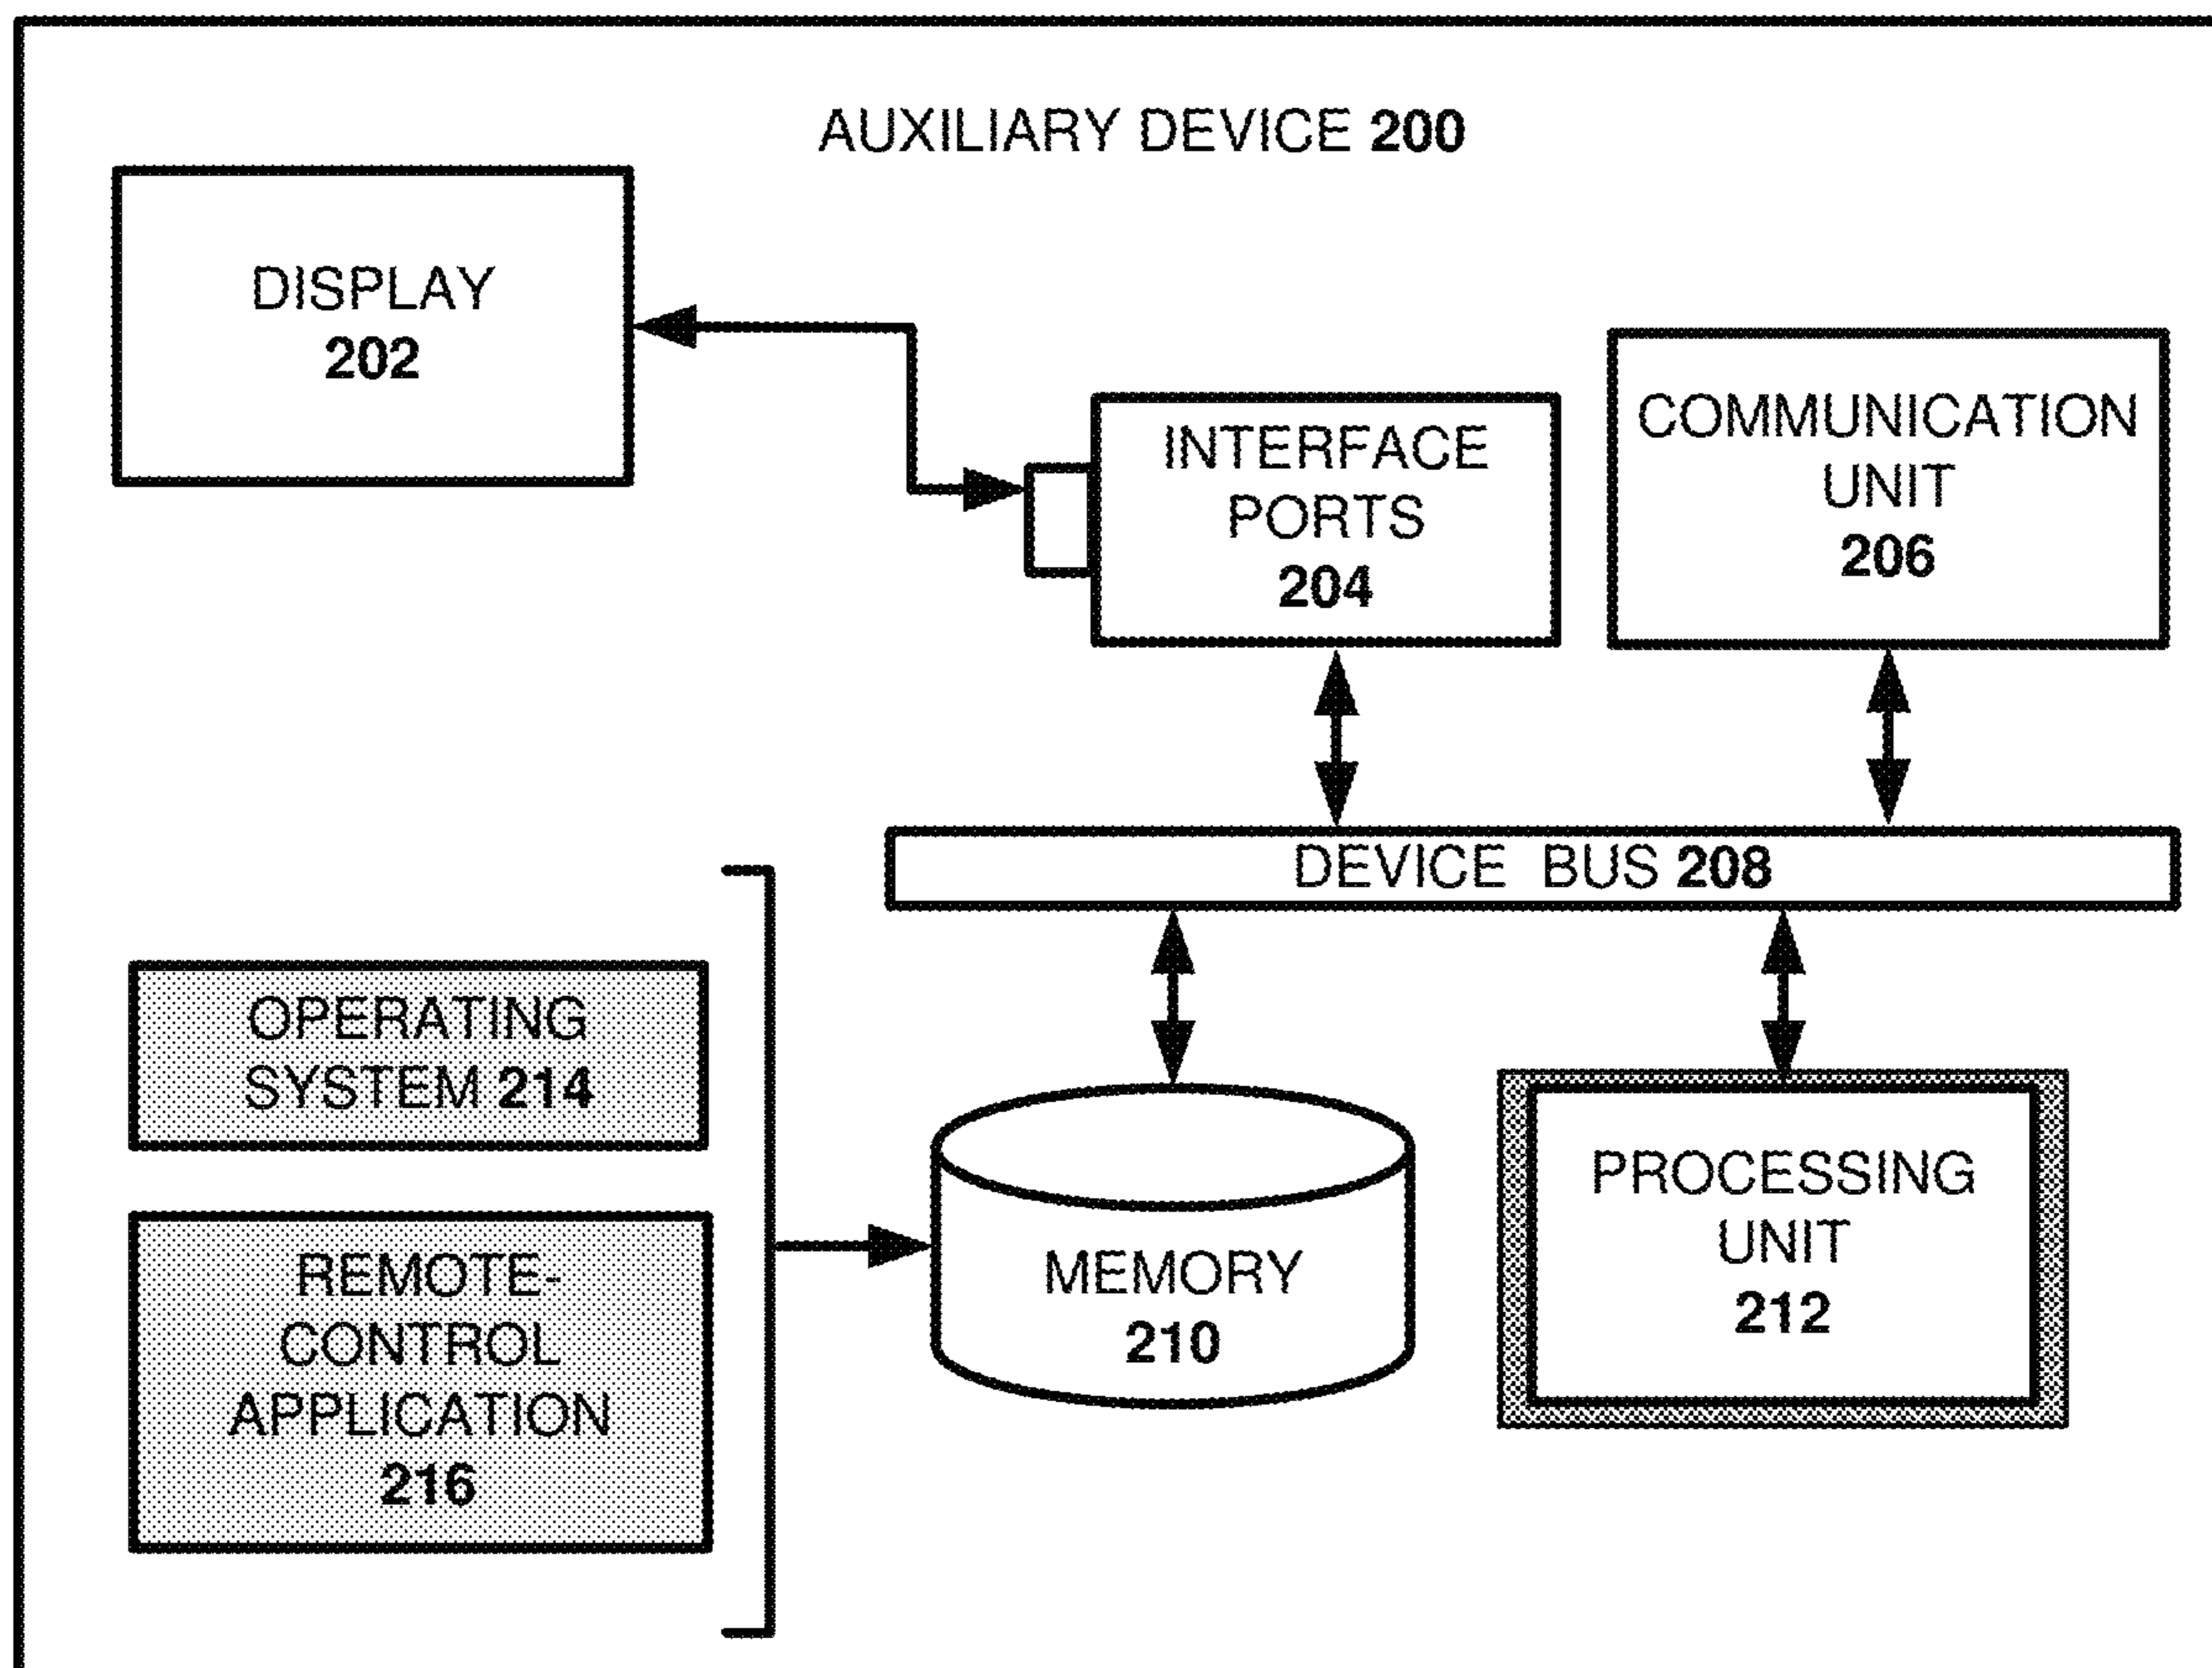 AUXILIARY DEVICE 200
DISPLAY
202
INTERFACE
PORTS
204
COMMUNICATION
UNIT
206
DEVICE BUS 208
OPERATING
SYSTEM 214
REMOTE-
CONTROL
APPLICATION
216
MEMORY
210
PROCESSING
UNIT
212